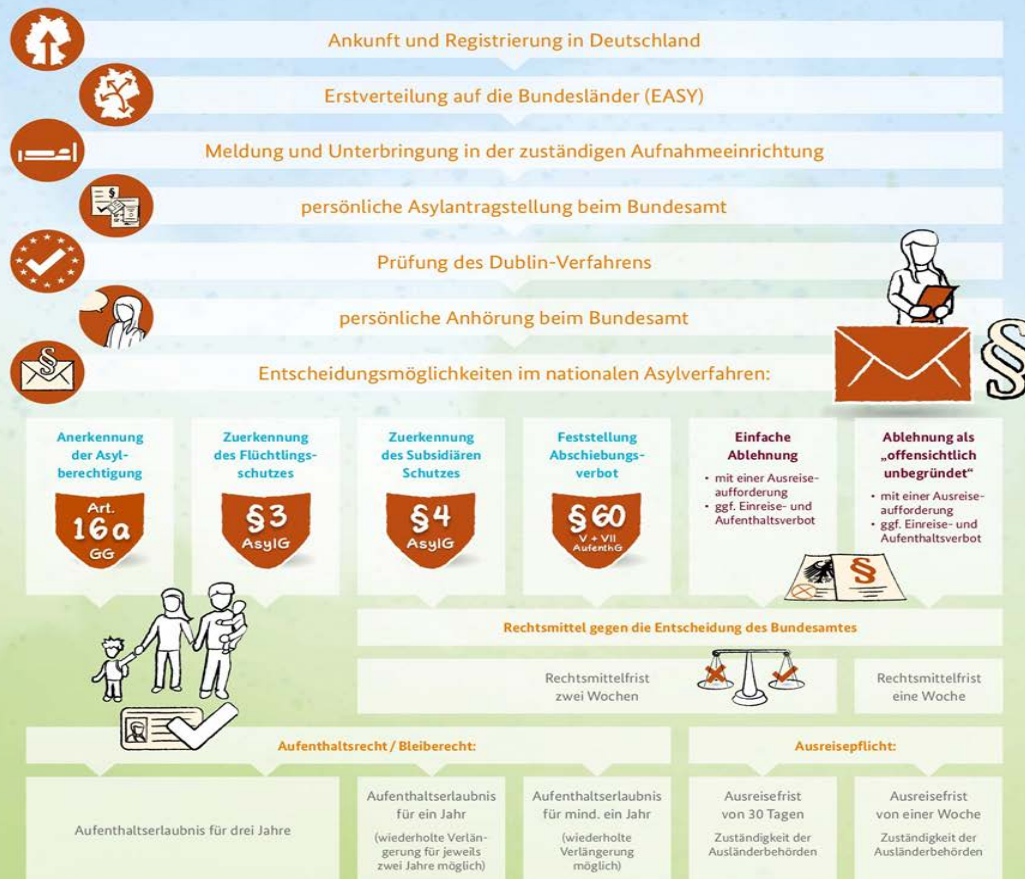 Ankunft und Registrierung in Deutschland
Erstverteilung auf die Bundesländer (EASY)
Meldung und Unterbringung in der zuständigen Aufnahmeeinrichtung
§
persönliche Asylantragstellung beim Bundesamt
Prüfung des Dublin-Verfahrens
persönliche Anhörung beim Bundesamt
§
Entscheidungsmöglichkeiten im nationalen Asylverfahren:
§
Anerkennung
der Asyl-
berechtigung
Art.
16a
GG
Zuerkennung
des Flüchtlings-
schutzes
§3
AsylG
Zuerkennung
des Subsidiären
Schutzes
§4
AsylG
Feststellung
Abschiebungs-
verbot
§60
V + VII
AufenthG
Einfache
Ablehnung
• mit einer Ausreise-
aufforderung
• ggf. Einreise- und
Aufenthaltsverbot
Ablehnung als
„offensichtlich
unbegründet“
• mit einer Ausreise-
aufforderung
• ggf. Einreise- und
Aufenthaltsverbot
§
Rechtsmittel gegen die Entscheidung des Bundesamtes
Rechtsmittelfrist
zwei Wochen
Rechtsmittelfrist
eine Woche
Aufenthaltsrecht / Bleiberecht:
Ausreisepflicht:
Aufenthaltserlaubnis für drei Jahre
Aufenthaltserlaubnis
für ein Jahr
(wiederholte Verlän-
gerung für jeweils
zwei Jahre möglich)
Aufenthaltserlaubnis
für mind. ein Jahr
(wiederholte
Verlängerung
möglich)
Ausreisefrist
von 30 Tagen
Zuständigkeit der
Ausländerbehörden
Ausreisefrist
von einer Woche
Zuständigkeit der
Ausländerbehörden